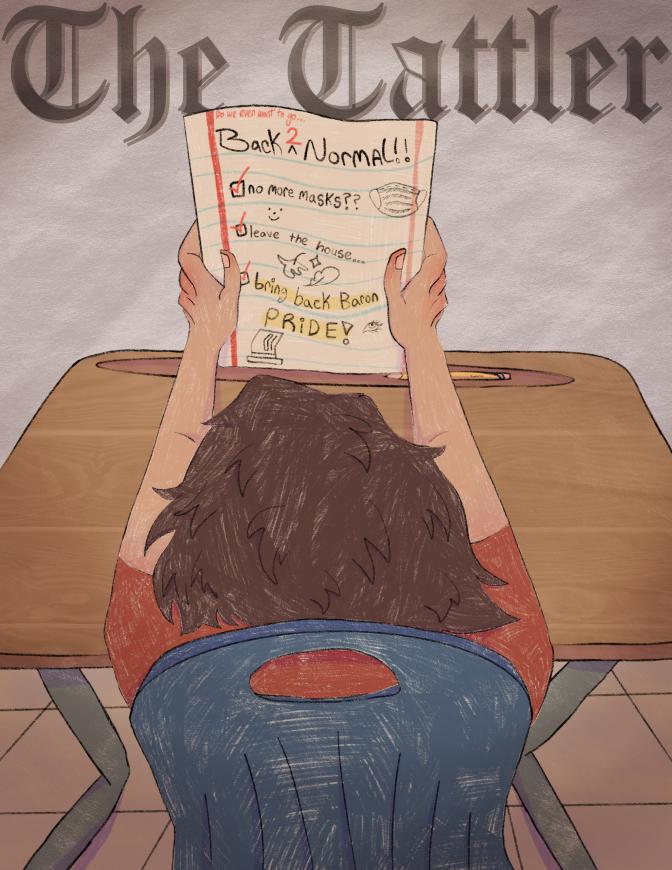 The Tattler
Do we even want to go...
Back 2 Normal!!
no more masks??
leave the house...
bring back Baron
PRiDE!